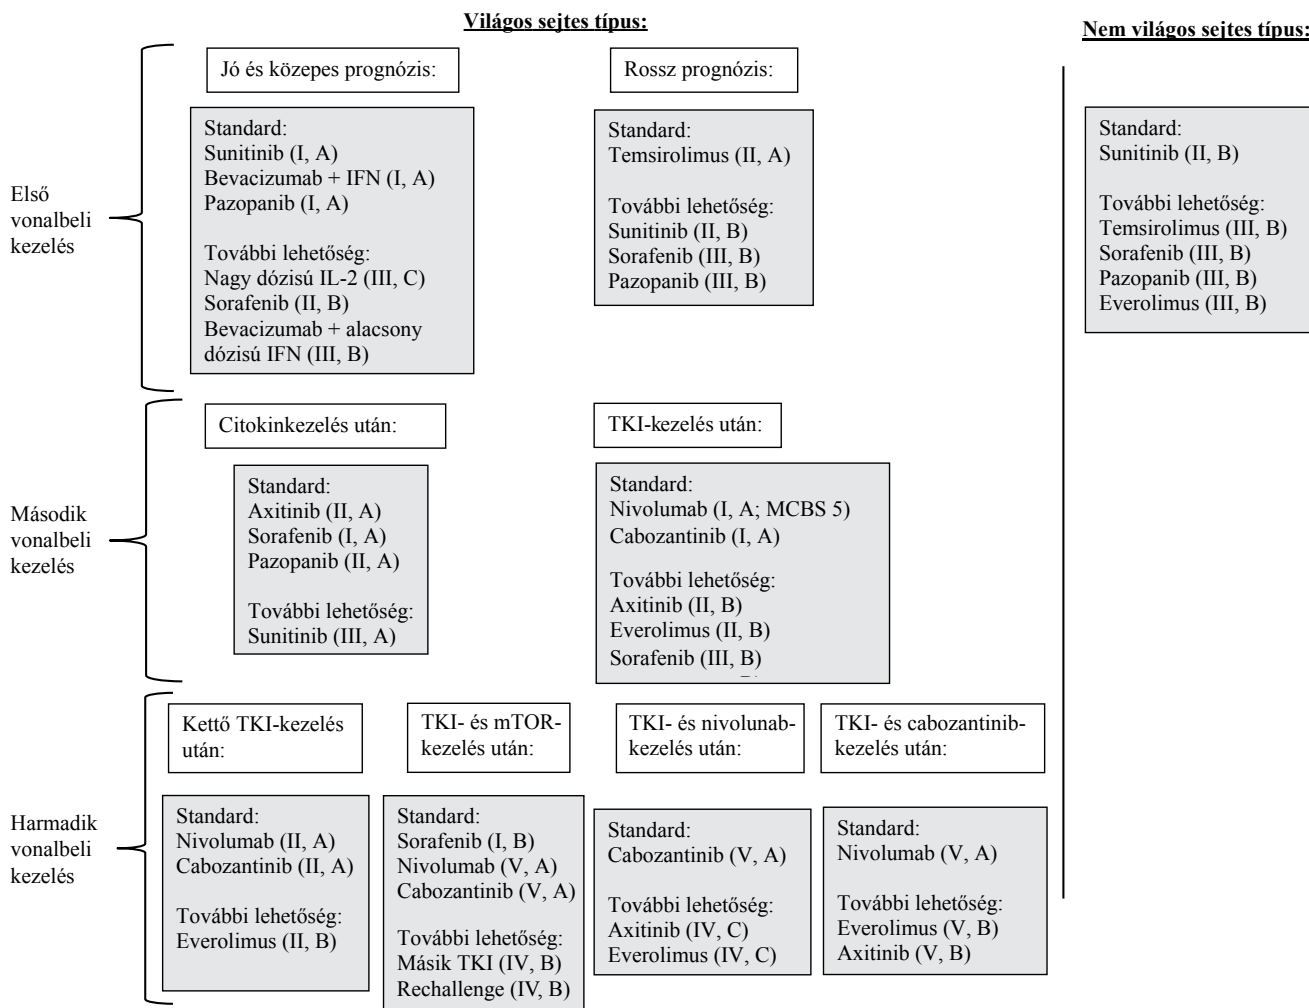 Világos sejtes típus:
Nem világos sejtes típus:
Első
vonalbeli
kezelés
Jó és közepes prognózis:
Standard:
Sunitinib (I, A)
Bevacizumab + IFN (I, A)
Pazopanib (I, A)
További lehetőség:
Nagy dózisú IL-2 (III, C)
Sorafenib (II, B)
Bevacizumab + alacsony
dózisú IFN (III, B)
Rossz prognózis:
Standard:
Temsirolimus (II, A)
További lehetőség:
Sunitinib (II, B)
Sorafenib (III, B)
Pazopanib (III, B)
Standard:
Sunitinib (II, B)
További lehetőség:
Temsirolimus (III, B)
Sorafenib (III, B)
Pazopanib (III, B)
Everolimus (III, B)
Második
vonalbeli
kezelés
Citokinkezelés után:
Standard:
Axitinib (II, A)
Sorafenib (I, A)
Pazopanib (II, A)
További lehetőség:
Sunitinib (III, A)
TKI-kezelés után:
Standard:
Nivolumab (I, A; MCBS 5)
Cabozantinib (I, A)
További lehetőség:
Axitinib (II, B)
Everolimus (II, B)
Sorafenib (III, B)
Harmadik
vonalbeli
kezelés
Kettő TKI-kezelés
után:
Standard:
Nivolumab (II, A)
Cabozantinib (II, A)
További lehetőség:
Everolimus (II, B)
TKI- és mTOR-
kezelés után:
Standard:
Sorafenib (I, B)
Nivolumab (V, A)
Cabozantinib (V, A)
További lehetőség:
Másik TKI (IV, B)
Rechallenge (IV, B)
TKI- és nivolunab-
kezelés után:
Standard:
Cabozantinib (V, A)
További lehetőség:
Axitinib (IV, C)
Everolimus (IV, C)
TKI- és cabozantinib-
kezelés után:
Standard:
Nivolumab (V, A)
További lehetőség:
Everolimus (V, B)
Axitinib (V, B)